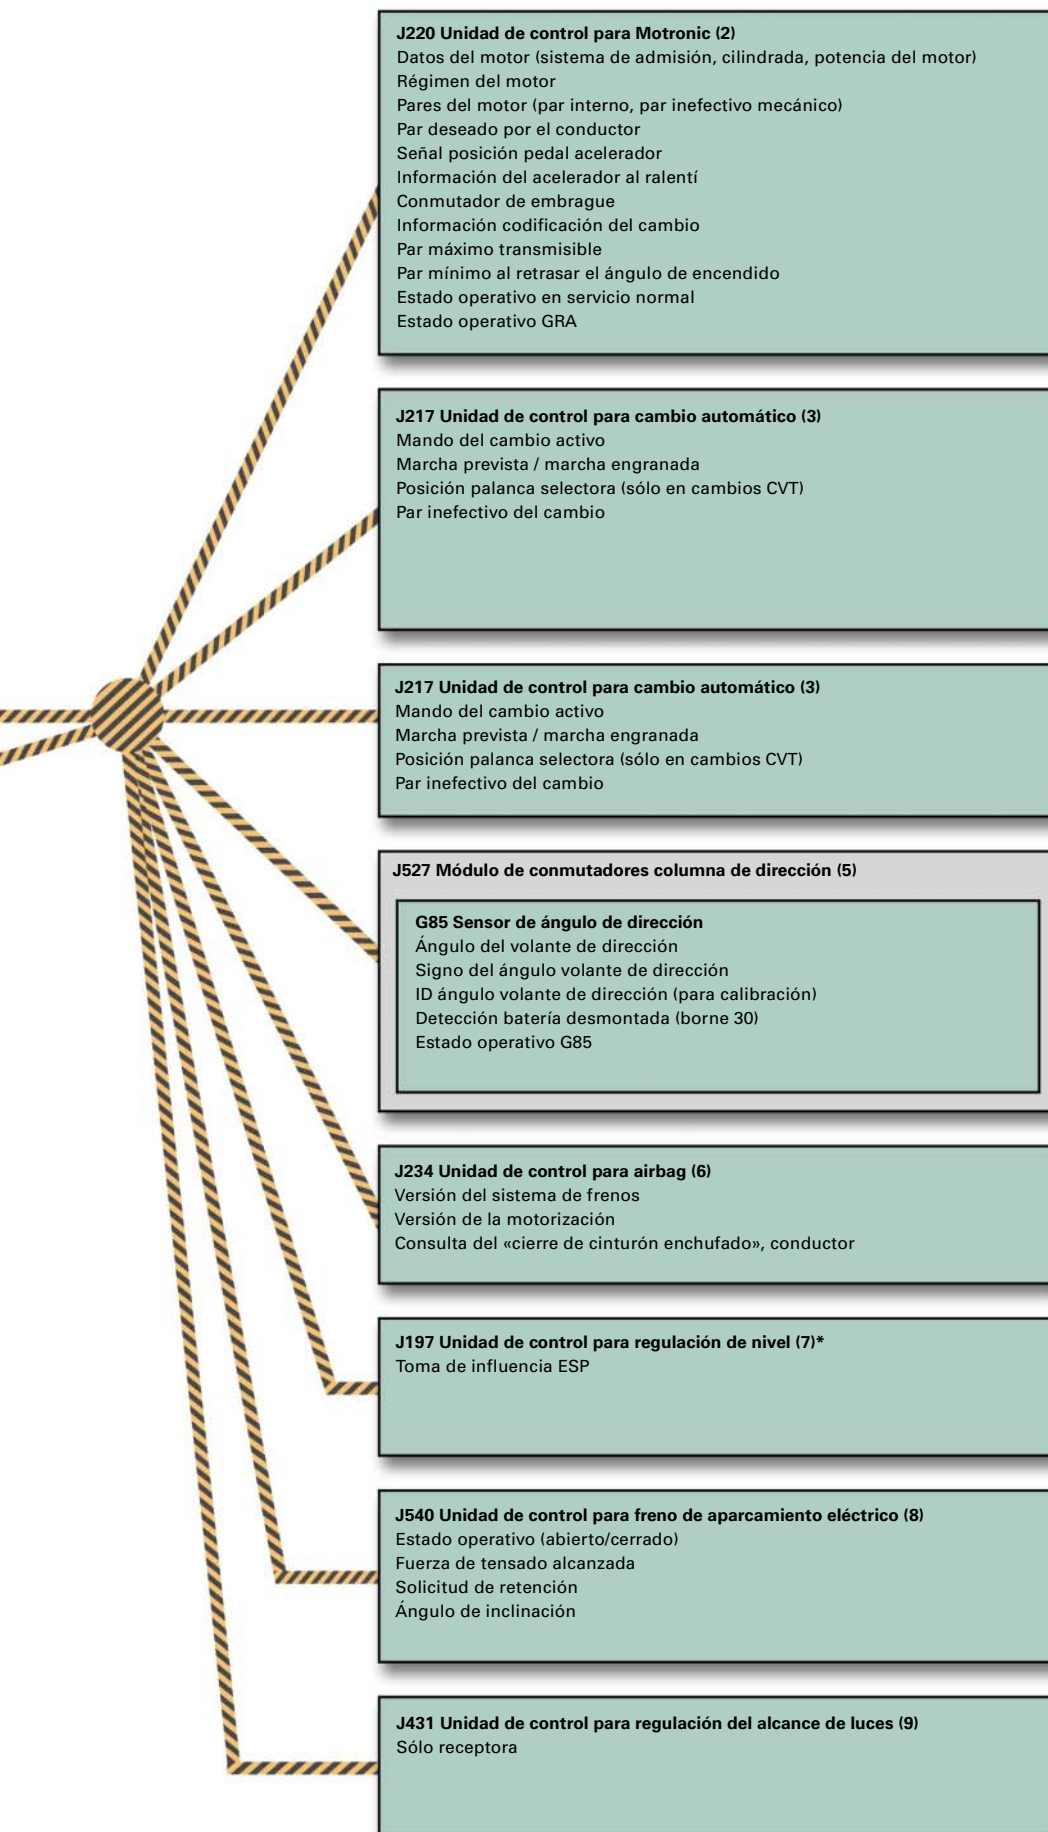 J220 Unidad de control para Motronic (2)
Datos del motor (sistema de admisión, cilindrada, potencia del motor)
Régimen del motor
Pares del motor (par interno, par inefectivo mecánico)
Par deseado por el conductor
Señal posición pedal acelerador
Información del acelerador al ralentí
Conmutador de embrague
Información codificación del cambio
Par máximo transmisible
Par mínimo al retrasar el ángulo de encendido
Estado operativo en servicio normal
Estado operativo GRA
J217 Unidad de control para cambio automático (3)
Mando del cambio activo
Marcha prevista / marcha engranada
Posición palanca selectora (sólo en cambios CVT)
Par inefectivo del cambio
J217 Unidad de control para cambio automático (3)
Mando del cambio activo
Marcha prevista / marcha engranada
Posición palanca selectora (sólo en cambios CVT)
Par inefectivo del cambio
J527 Módulo de conmutadores columna de dirección (5)
G85 Sensor de ángulo de dirección
Ángulo del volante de dirección
Signo del ángulo volante de dirección
ID ángulo volante de dirección (para calibración)
Detección batería desmontada (borne 30)
Estado operativo G85
J234 Unidad de control para airbag (6)
Versión del sistema de frenos
Versión de la motorización
Consulta del «cierre de cinturón enchufado», conductor
J197 Unidad de control para regulación de nivel (7)*
Toma de influencia ESP
J540 Unidad de control para freno de aparcamiento eléctrico (8)
Estado operativo (abierto/cerrado)
Fuerza de tensado alcanzada
Solicitud de retención
Ángulo de inclinación
J431 Unidad de control para regulación del alcance de luces (9)
Sólo receptora